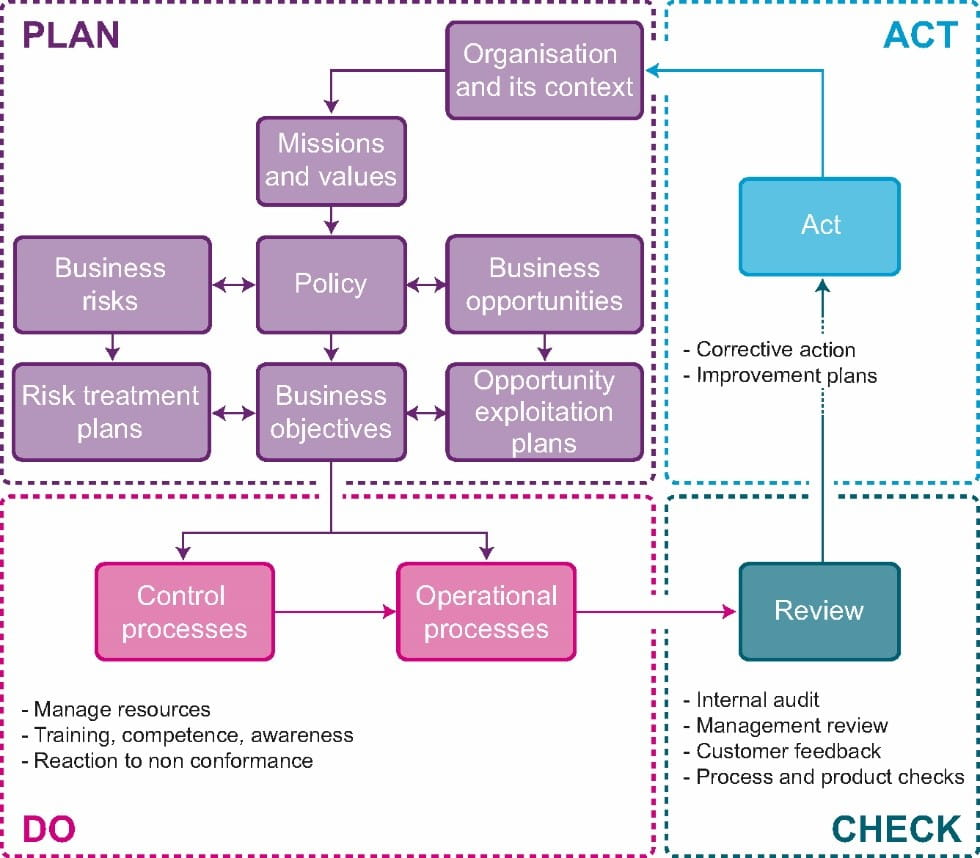 PLAN
Organisation
and its context
Missions
and values
Business
risks
Policy
Business
opportunities
Risk treatment
plans
Business
objectives
Opportunity
exploitation
plans
ACT
Act
- Corrective action
- Improvement plans
Control
processes
Operational
processes
- Manage resources
- Training, competence, awareness
- Reaction to non conformance
DO
Review
- Internal audit
- Management review
- Customer feedback
- Process and product checks
CHECK